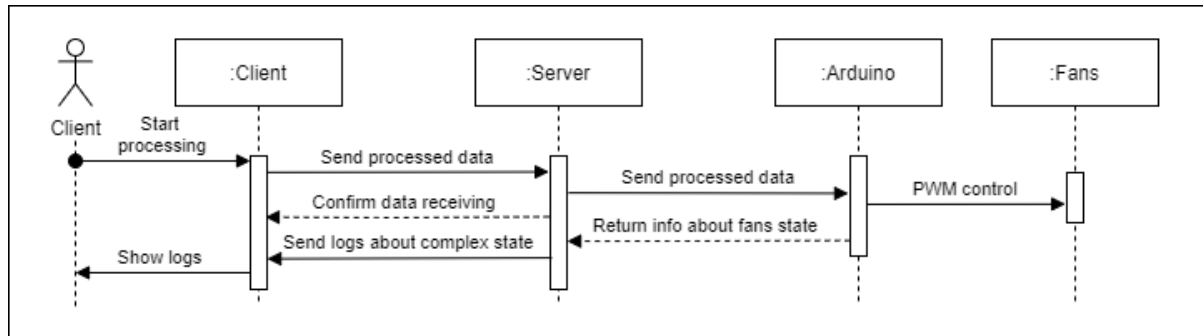 :Client
:Server
:Arduino
:Fans
Client
Start
processing
Send processed data
Send processed data
PWM control
Confirm data receiving
Return info about fans state
Send logs about complex state
Show logs